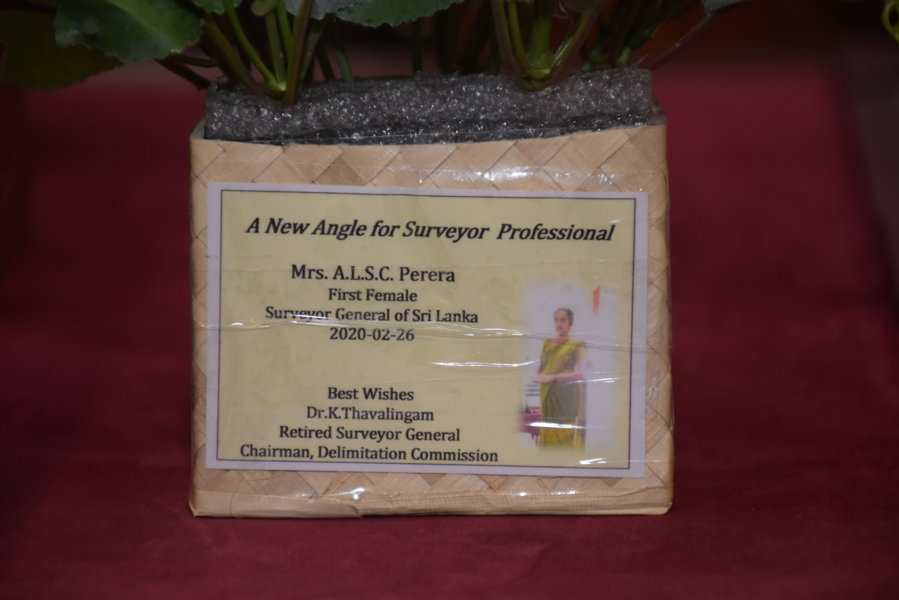 A New Angle for Surveyor Professional
Mrs. A.L.S.C. Perera
First Female
Surveyor General of Sri Lanka
2020-02-26
Best Wishes
Dr.K.Thavalingam
Retired Surveyor General
Chairman, Delimitation Commission